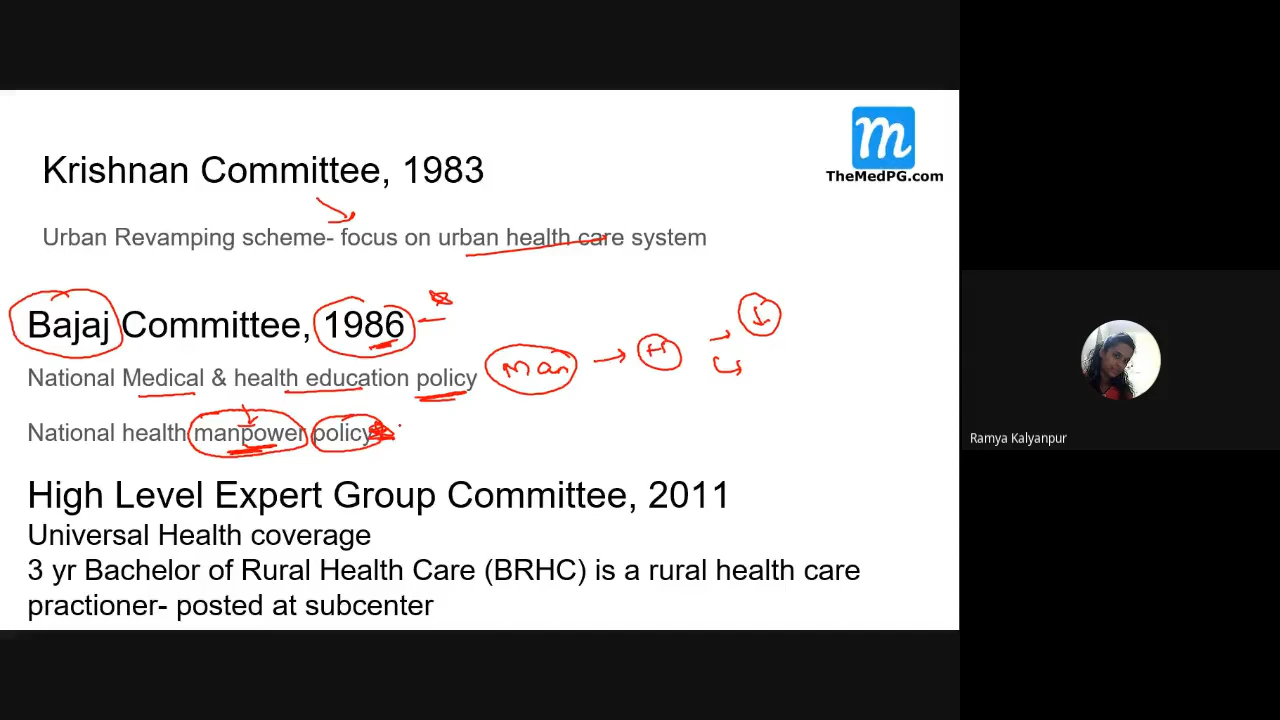 m
TheMedPG.com
Krishnan Committee, 1983
Urban Revamping scheme- focus on urban health care system
Bajaj Committee, 1986
National Medical & health education policy
Man
H
National health manpower policy
High Level Expert Group Committee, 2011
Universal Health coverage
3 yr Bachelor of Rural Health Care (BRHC) is a rural health care
practioner- posted at subcenter
Ramya Kalyanpur